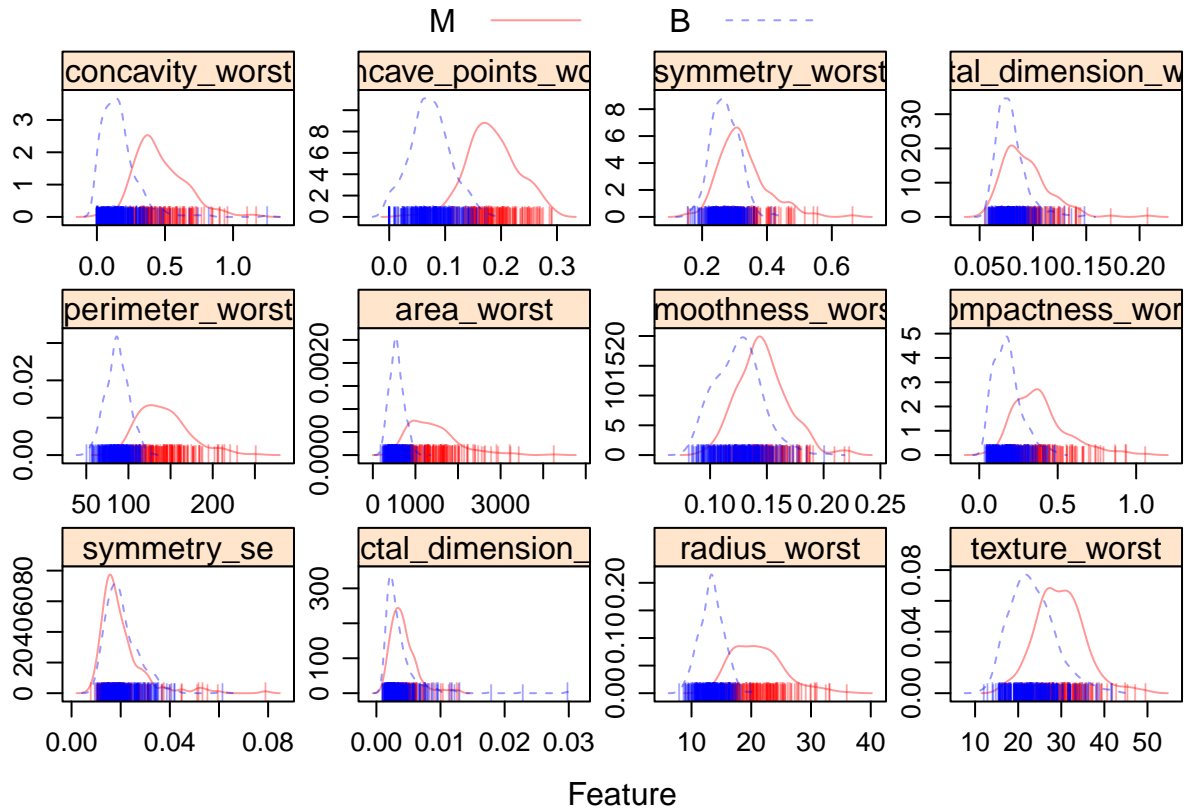 M B
concavity_worst ncave_points_wo symmetry_worst tal_dimension_w
0 1 2 3
0 2 4 6 8
0 2 4 6 8
0 10 20 30
0.0 0.5 1.0 0.0 0.1 0.2 0.3 0.2 0.4 0.6 0.05 0.10 0.15 0.20
perimeter_worst area_worst moothness_wors ompactness_wor
0.00 0.02
0.0000 0.0020
0 5 10 15 20
0 1 2 3 4 5
50 100 200 0 1000 3000 0.10 0.15 0.20 0.25 0.0 0.5 1.0
symmetry_se ctal_dimension_ radius_worst texture_worst
0 20 40 60 80
0 100 300
0.00 0.10 0.20
0.00 0.04 0.08
0.00 0.04 0.08 0.00 0.01 0.02 0.03 10 20 30 40 10 20 30 40 50
Feature